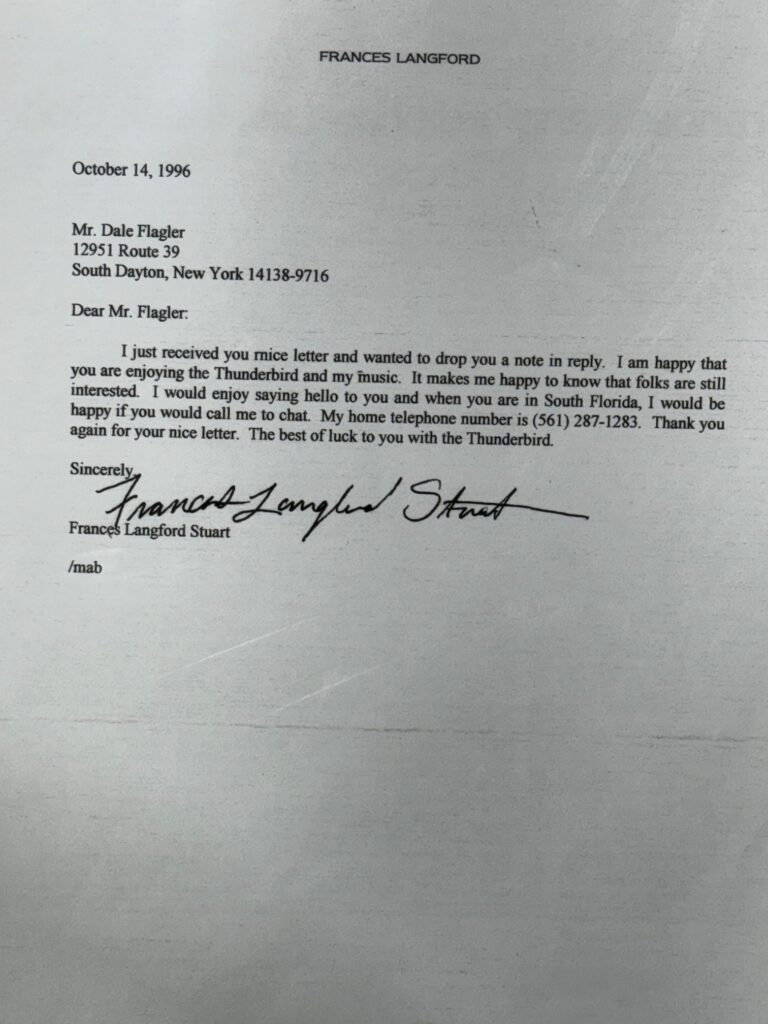 FRANCES LANGFORD
October 14, 1996
Mr. Dale Flagler
12951 Route 39
South Dayton, New York 14138-9716
Dear Mr. Flagler:
I just received you rnice letter and wanted to drop you a note in reply. I am happy that
you are enjoying the Thunderbird and my music. It makes me happy to know that folks are still
interested. I would enjoy saying hello to you and when you are in South Florida, I would be
happy if you would call me to chat. My home telephone number is (561) 287-1283. Thank you
again for your nice letter. The best of luck to you with the Thunderbird.
Sincerely,
Frances Langford Stuart
Frances Langford Stuart
/mab